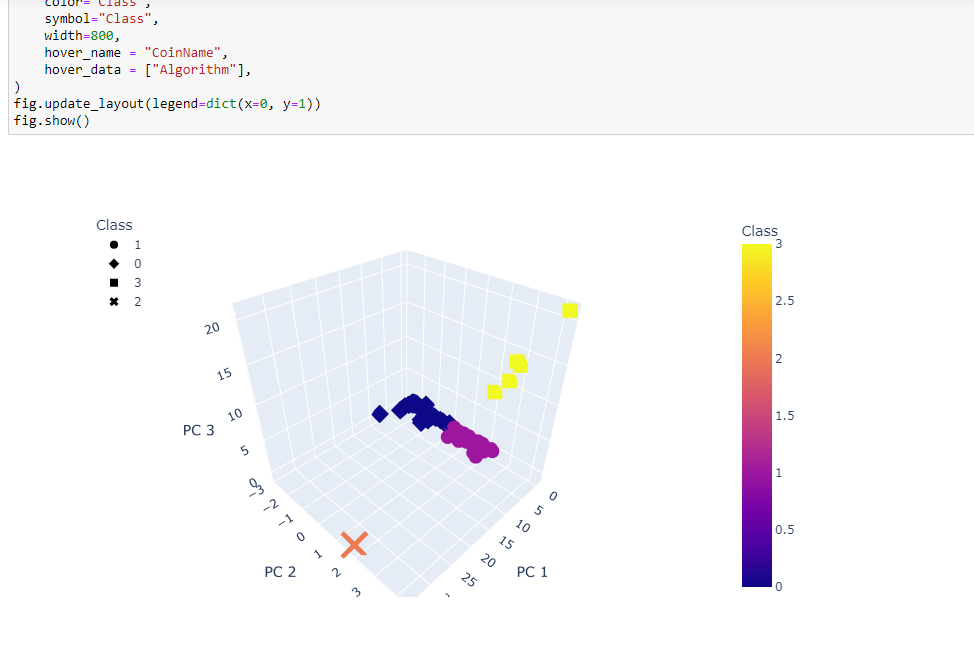 color= "Class",
symbol="Class",
width=800,
hover_name = "CoinName",
hover_data = ["Algorithm"],
)
fig.update_layout(legend=dict(x=0, y=1))
fig.show()
Class
1
0
3
2
20
15
10
5
0
PC 3
−3
−2
−1
0
1
2
3
PC 2
0
5
10
15
20
25
PC 1
Class
3
2.5
2
1.5
1
0.5
0